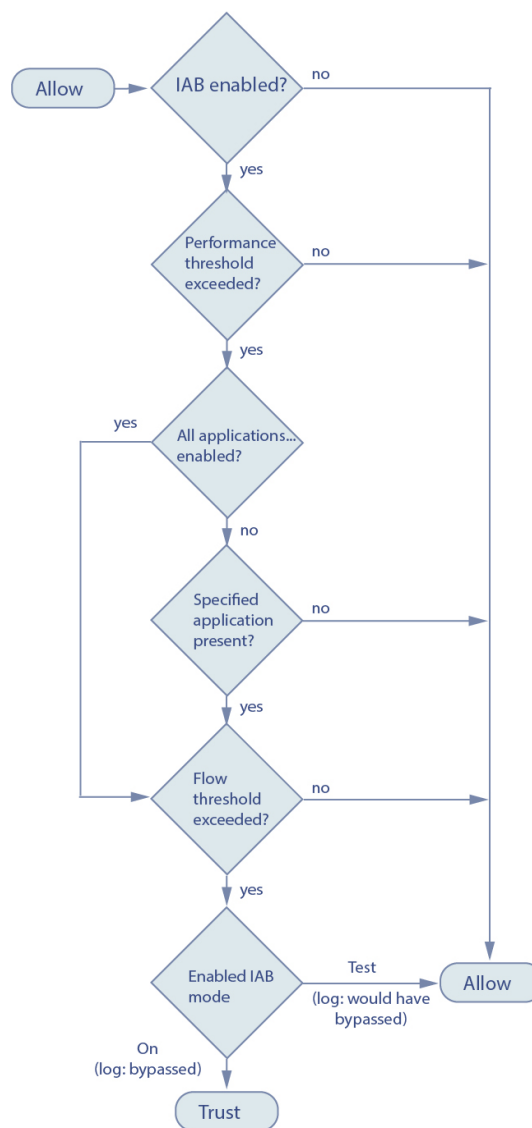 Allow
IAB enabled?
no
yes
Performance
threshold
exceeded?
no
yes
yes
All applications...
enabled?
no
Specified
application
present?
no
yes
Flow
threshold
exceeded?
no
yes
Enabled IAB
mode
Test
(log: would have
bypassed)
Allow
On
(log: bypassed)
Trust